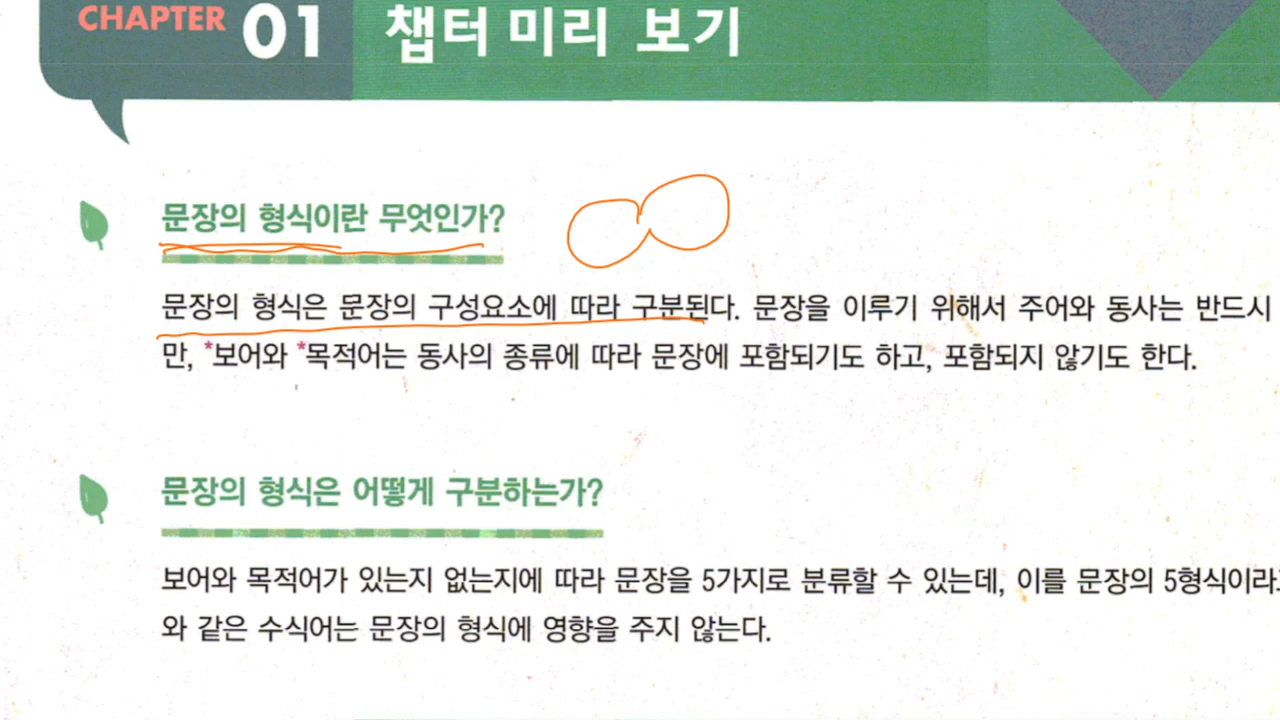 CHAPTER 01 챕터 미리 보기
문장의 형식이란 무엇인가?
문장의 형식은 문장의 구성요소에 따라 구분된다. 문장을 이루기 위해서 주어와 동사는 반드시
만, *보어와 *목적어는 동사의 종류에 따라 문장에 포함되기도 하고, 포함되지 않기도 한다.
문장의 형식은 어떻게 구분하는가?
보어와 목적어가 있는지 없는지에 따라 문장을 5가지로 분류할 수 있는데, 이를 문장의 5형식이라
와 같은 수식어는 문장의 형식에 영향을 주지 않는다.